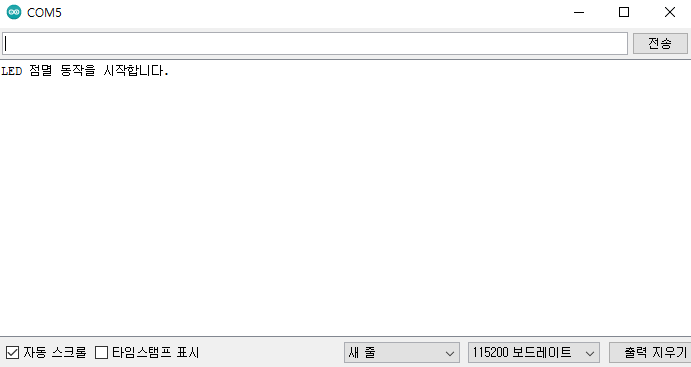 COM5
전송
LED 점멸 동작을 시작합니다.
자동 스크롤 타임스탬프 표시 새 줄 115200 보드레이트 출력 지우기